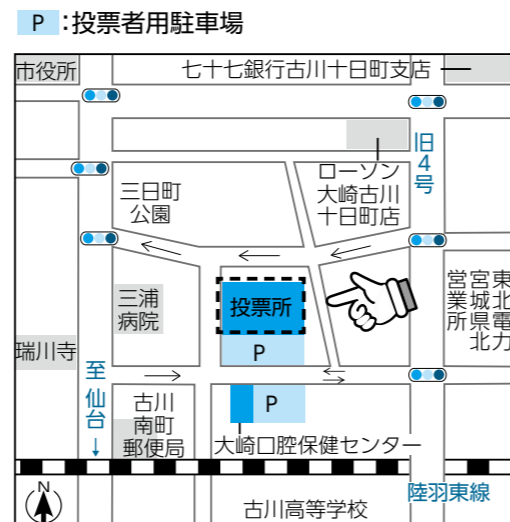 P：投票者用駐車場
市役所
七十七銀行古川十日町支店
旧4号
ローソン
大崎古川
十日町店
三日町
公園
投票所
P
三浦
病院
東北電力
宮城県北
営業所
瑞川寺
至仙台↓
古川
南町
郵便局
P
大崎口腔保健センター
陸羽東線
N
古川高等学校